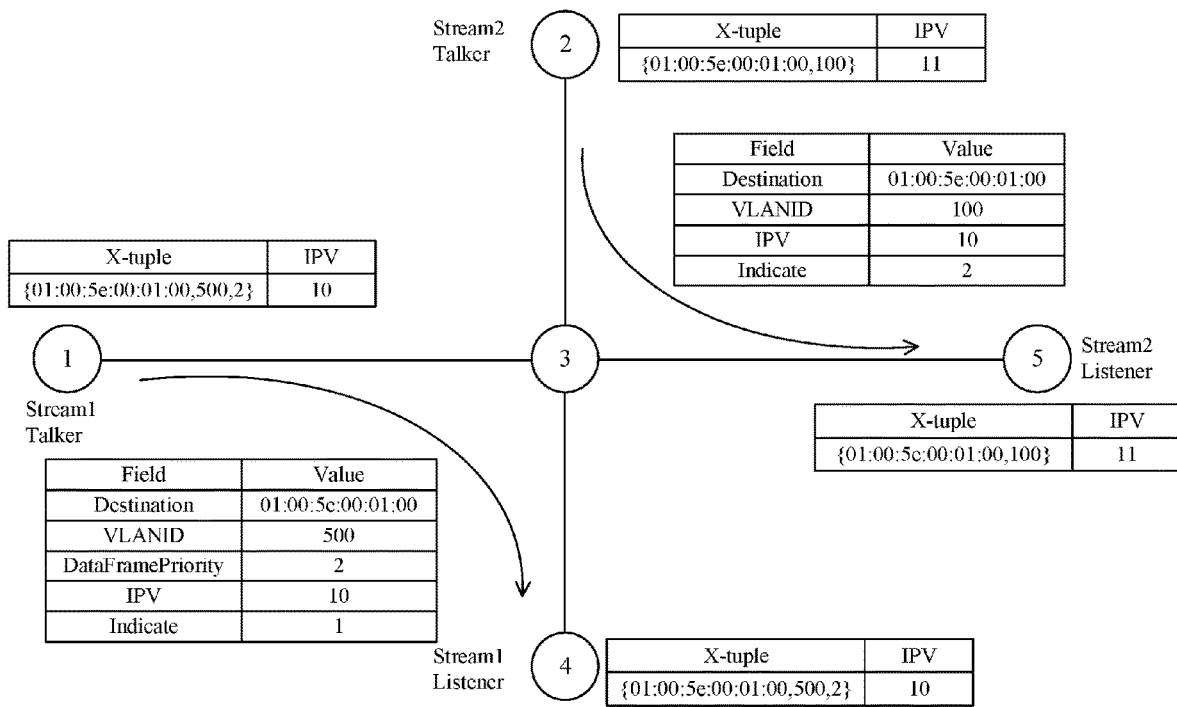 Stream2
Talker
2
X-tuple IPV
{01:00:5e:00:01:00,100} 11
Field Value
Destination 01:00:5e:00:01:00
VLANID 100
IPV 10
Indicate 2
X-tuple IPV
{01:00:5e:00:01:00,500,2} 10
1
3
5
Stream2
Listener
Stream1
Talker
X-tuple IPV
{01:00:5e:00:01:00,100} 11
Field Value
Destination 01:00:5e:00:01:00
VLANID 500
DataFramePriority 2
IPV 10
Indicate 1
Stream1
Listener
4
X-tuple IPV
{01:00:5e:00:01:00,500,2} 10